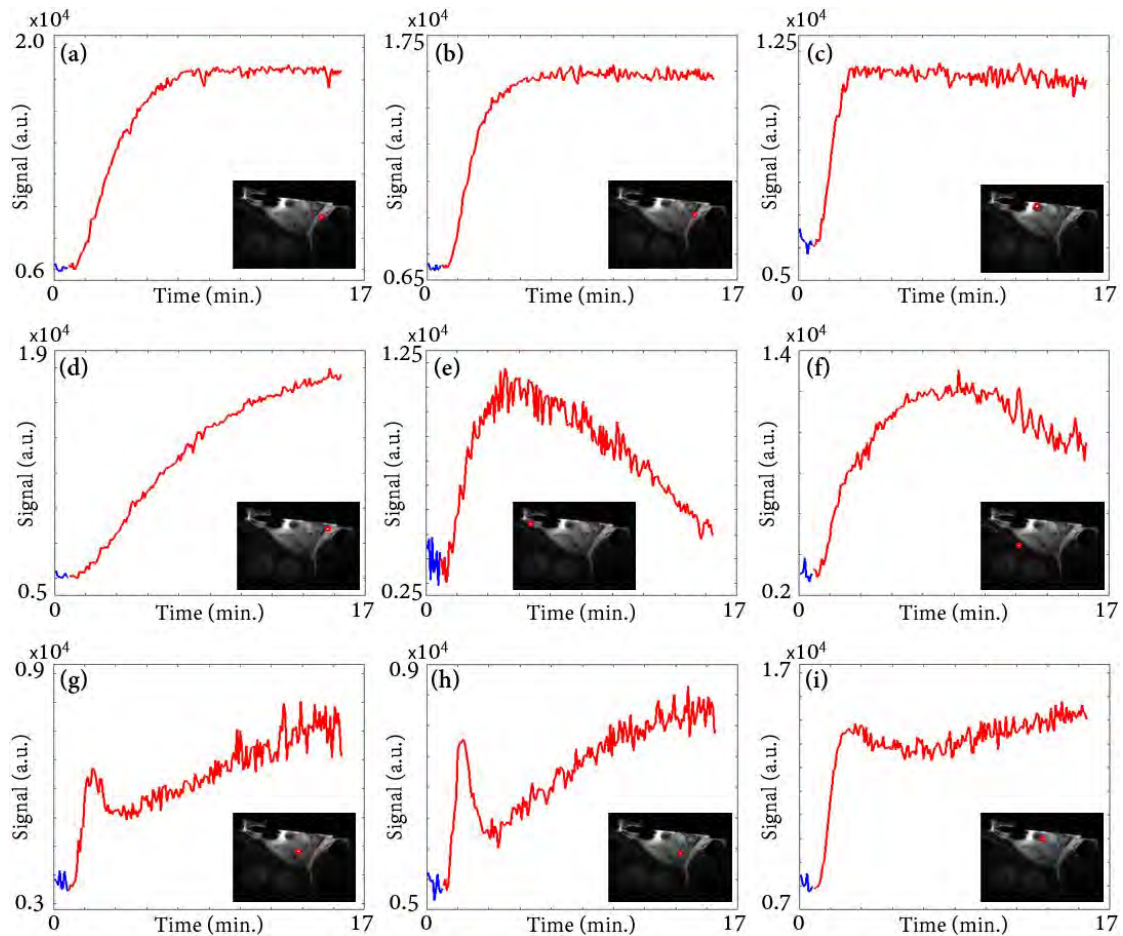 x10⁴
2.0
(a)
Signal (a.u.)
0.6
0
Time (min.)
17
x10⁴
1.75
(b)
Signal (a.u.)
0.65
0
Time (min.)
17
x10⁴
1.25
(c)
Signal (a.u.)
0.5
0
Time (min.)
17
x10⁴
1.9
(d)
Signal (a.u.)
0.5
0
Time (min.)
17
x10⁴
1.25
(e)
Signal (a.u.)
0.25
0
Time (min.)
17
x10⁴
1.4
(f)
Signal (a.u.)
0.2
0
Time (min.)
17
x10⁴
0.9
(g)
Signal (a.u.)
0.3
0
Time (min.)
17
x10⁴
0.9
(h)
Signal (a.u.)
0.5
0
Time (min.)
17
x10⁴
1.7
(i)
Signal (a.u.)
0.7
0
Time (min.)
17